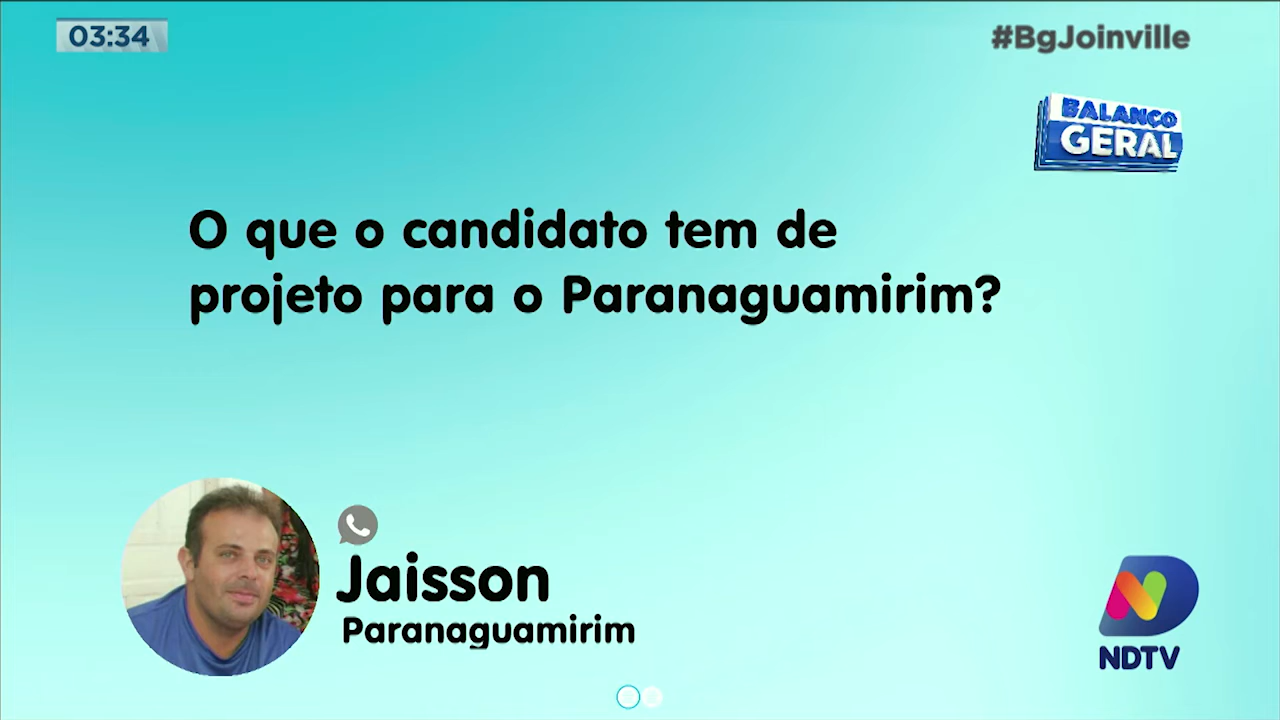 03:34
#BgJoinville
BALANÇO
GERAL
O que o candidato tem de
projeto para o Paranaguamirim?
Jaisson
Paranaguamirim
NDTV